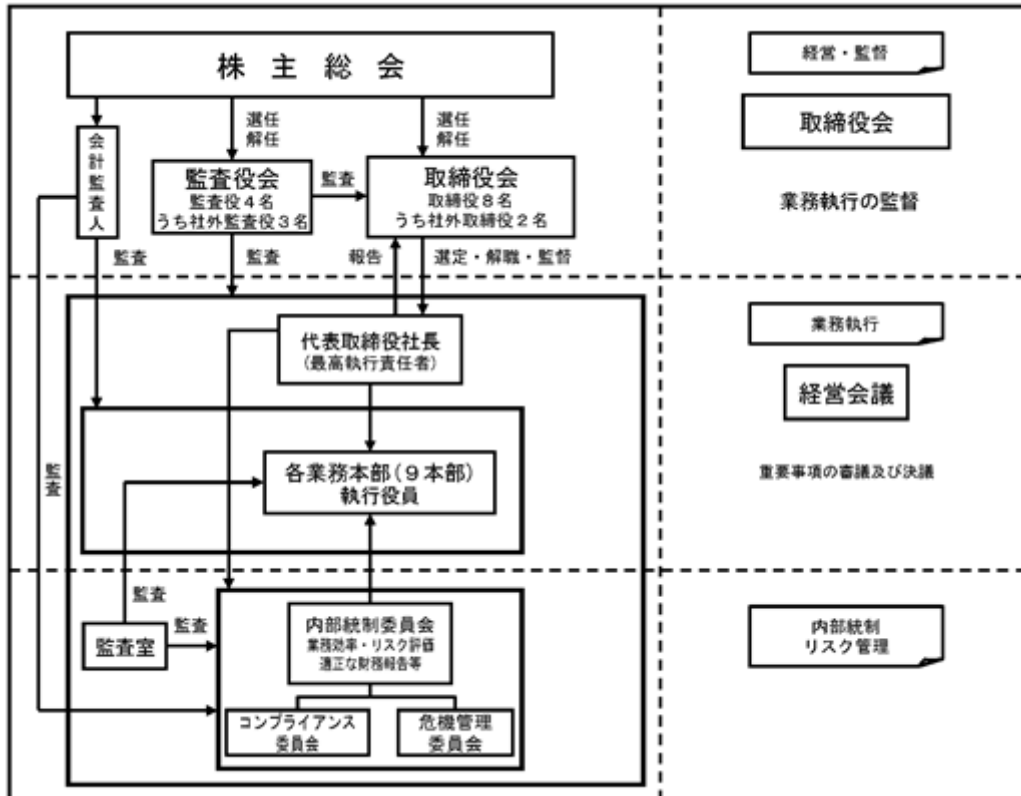 株主総会
経営・監督
取締役会
業務執行の監督
選任
解任
選任
解任
会計監査人
監査役会
監査役4名
うち社外監査役3名
監査
取締役会
取締役8名
うち社外取締役2名
監査
監査
報告
選定・解職・監督
代表取締役社長
(最高執行責任者)
業務執行
経営会議
重要事項の審議及び決議
監査
各業務本部(9本部)
執行役員
監査
監査
監査室
内部統制委員会
業務効率・リスク評価
適正な財務報告等
コンプライアンス
委員会
危機管理
委員会
内部統制
リスク管理